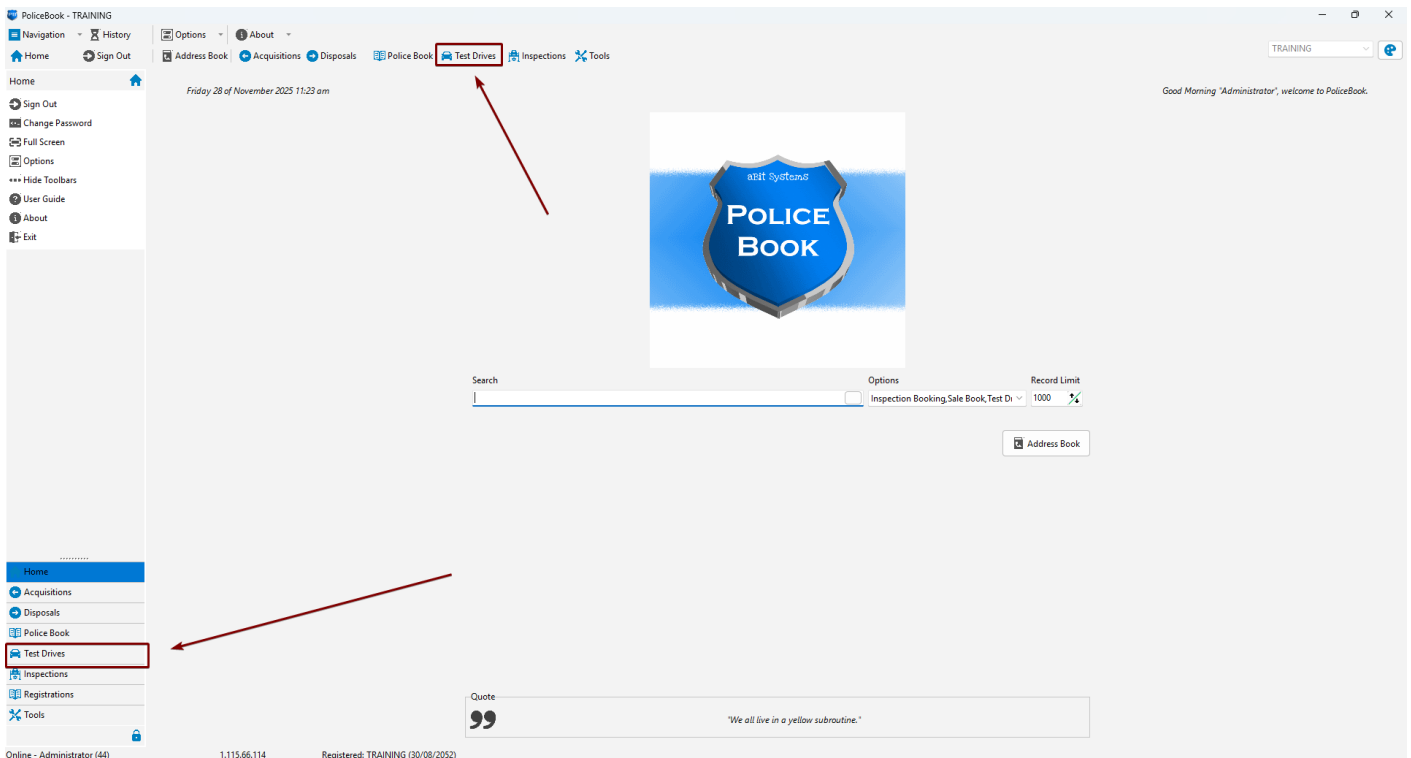 PoliceBook - TRAINING
Navigation History Options About
Home Sign Out Address Book Acquisitions Disposals Police Book Test Drives Inspections Tools TRAINING
Home
Sign Out
Change Password
Full Screen
Options
Hide Toolbars
User Guide
About
Exit
Friday 28 of November 2025 11:23 am
Good Morning "Administrator", welcome to PoliceBook.
aBit Systems
POLICE
BOOK
Search Options Record Limit
Inspection Booking,Sale Book,Test Dr 1000
Address Book
Home
Acquisitions
Disposals
Police Book
Test Drives
Inspections
Registrations
Tools
Quote
"We all live in a yellow subroutine."
Online - Administrator (44) 1.115.66.114 Registered: TRAINING (30/08/2052)